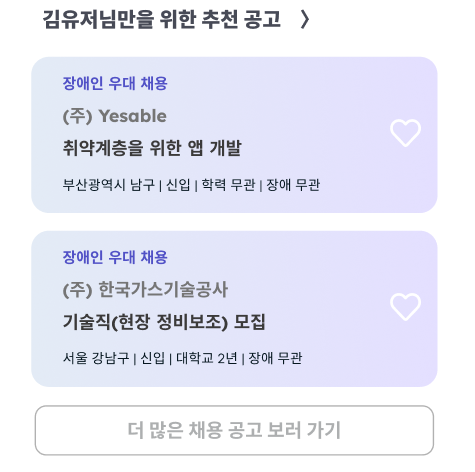 김유저님만을 위한 추천 공고 〉
장애인 우대 채용
(주) Yesable
취약계층을 위한 앱 개발
부산광역시 남구 | 신입 | 학력 무관 | 장애 무관
장애인 우대 채용
(주) 한국가스기술공사
기술직(현장 정비보조) 모집
서울 강남구 | 신입 | 대학교 2년 | 장애 무관
더 많은 채용 공고 보러 가기